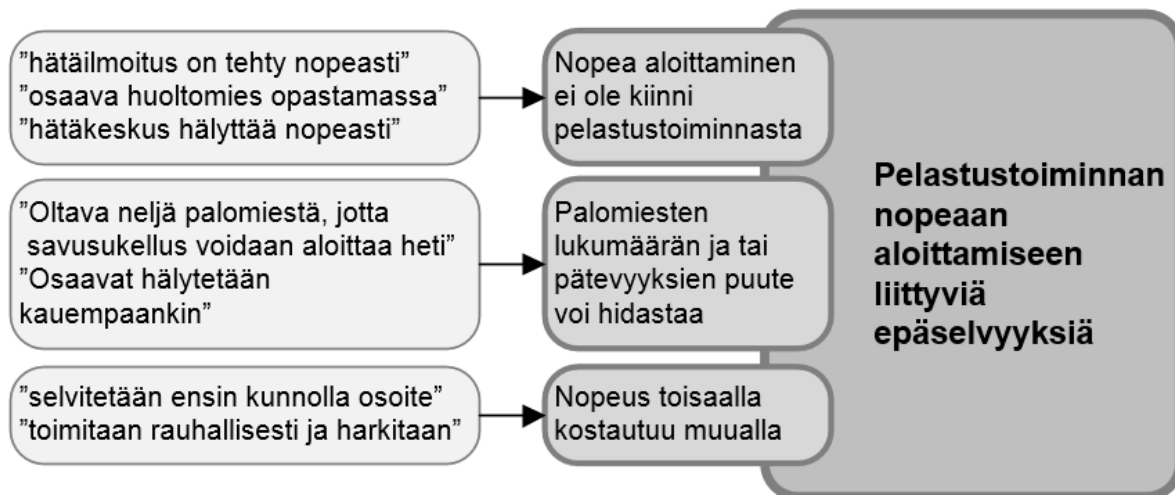 ”hätäilmoitus on tehty nopeasti”
”osaava huoltomies opastamassa”
”hätäkeskus hälyttää nopeasti”
Nopea aloittaminen
ei ole kiinni
pelastustoiminnasta
”Oltava neljä palomiestä, jotta
savusukellus voidaan aloittaa heti”
”Osaavat hälytetään
kauempaankin”
Palomiesten
lukumäärän ja tai
pätevyyksien puute
voi hidastaa
”selvitetään ensin kunnolla osoite”
”toimitaan rauhallisesti ja harkitaan”
Nopeus toisaalla
kostautuu muualla
Pelastustoiminnan
nopeaan
aloittamiseen
liittyviä
epäselvyyksiä